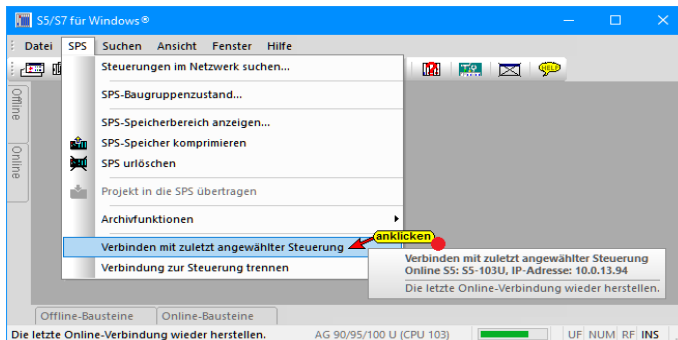 S5/S7 für Windows®
Datei SPS Suchen Ansicht Fenster Hilfe
HELP
Offline
Online
Steuerungen im Netzwerk suchen...
SPS-Baugruppenzustand...
SPS-Speicherbereich anzeigen...
SPS-Speicher komprimieren
SPS urlöschen
Projekt in die SPS übertragen
Archivfunktionen
anklicken
Verbinden mit zuletzt angewählter Steuerung
Verbindung zur Steuerung trennen
Verbinden mit zuletzt angewählter Steuerung
Online S5: S5-103U, IP-Adresse: 10.0.13.94
Die letzte Online-Verbindung wieder herstellen.
Offline-Bausteine Online-Bausteine
Die letzte Online-Verbindung wieder herstellen. AG 90/95/100 U (CPU 103) UF NUM RF INS